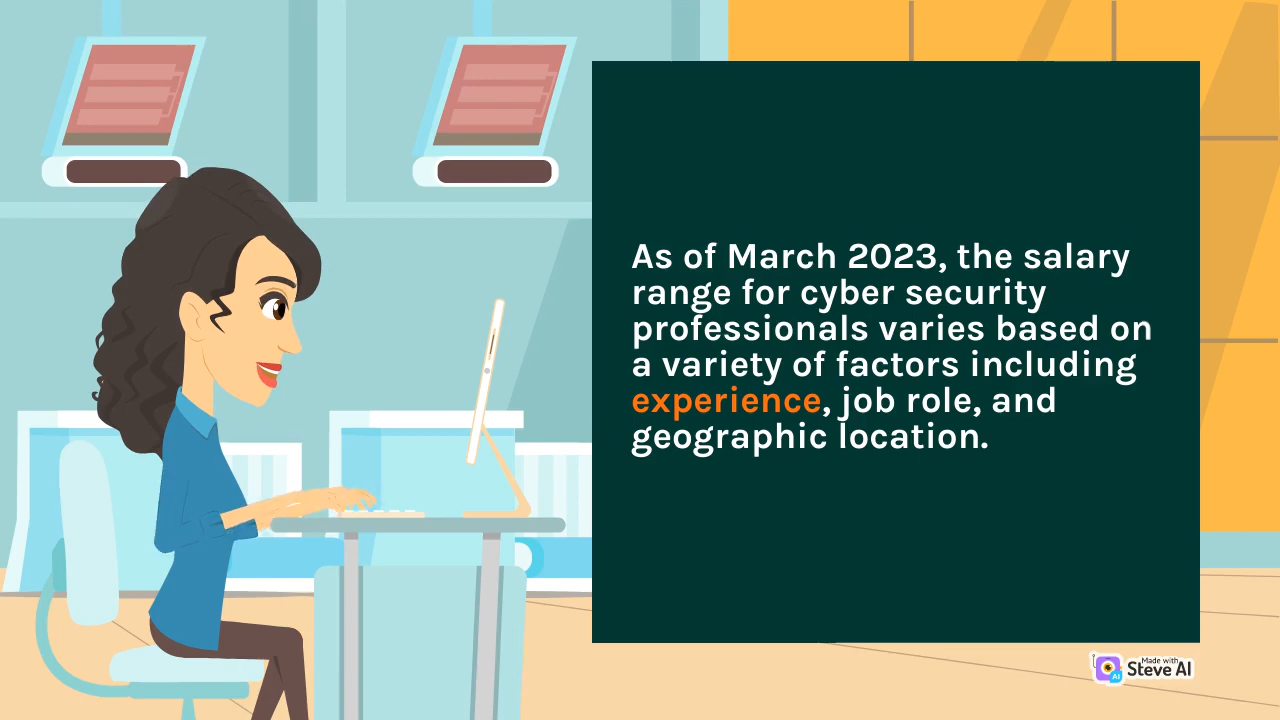 As of March 2023, the salary
range for cyber security
professionals varies based on
a variety of factors including
experience, job role, and
geographic location.
Made with
Steve AI
AI